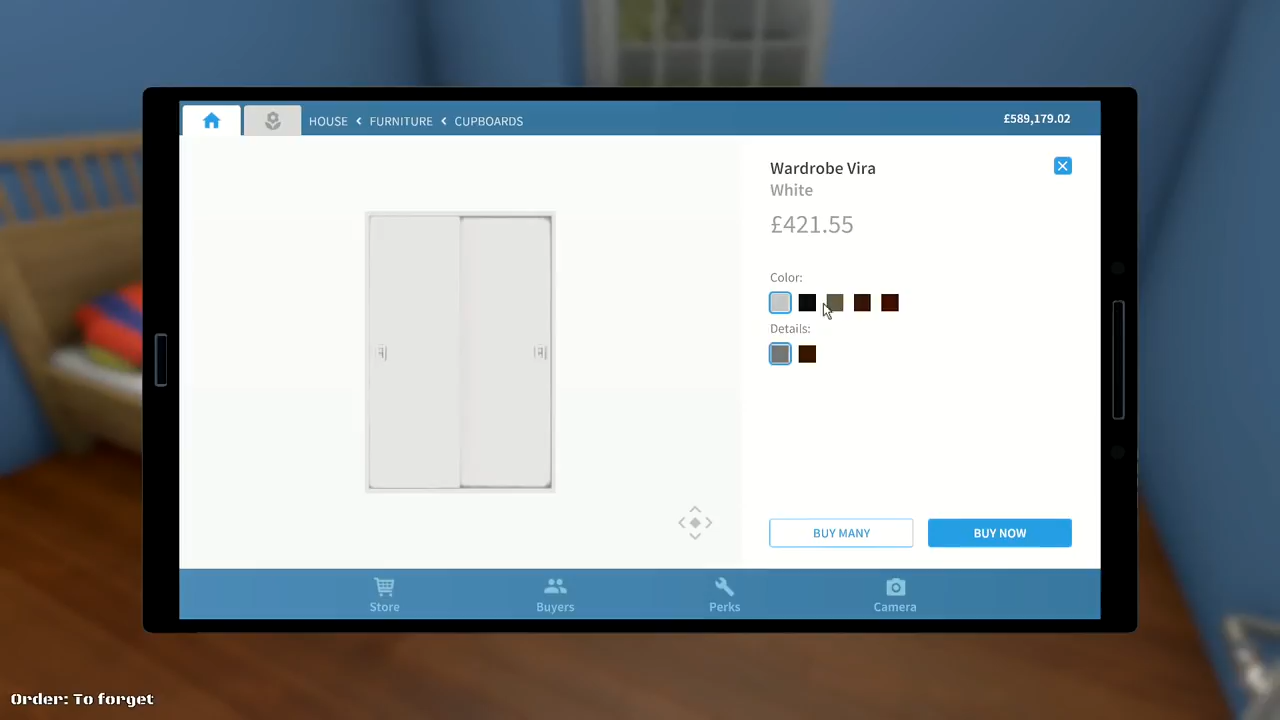 HOUSE < FURNITURE < CUPBOARDS
£589,179.02
Wardrobe Vira
White
£421.55
Color:
Details:
BUY MANY
BUY NOW
Store
Buyers
Perks
Camera
Order: To forget